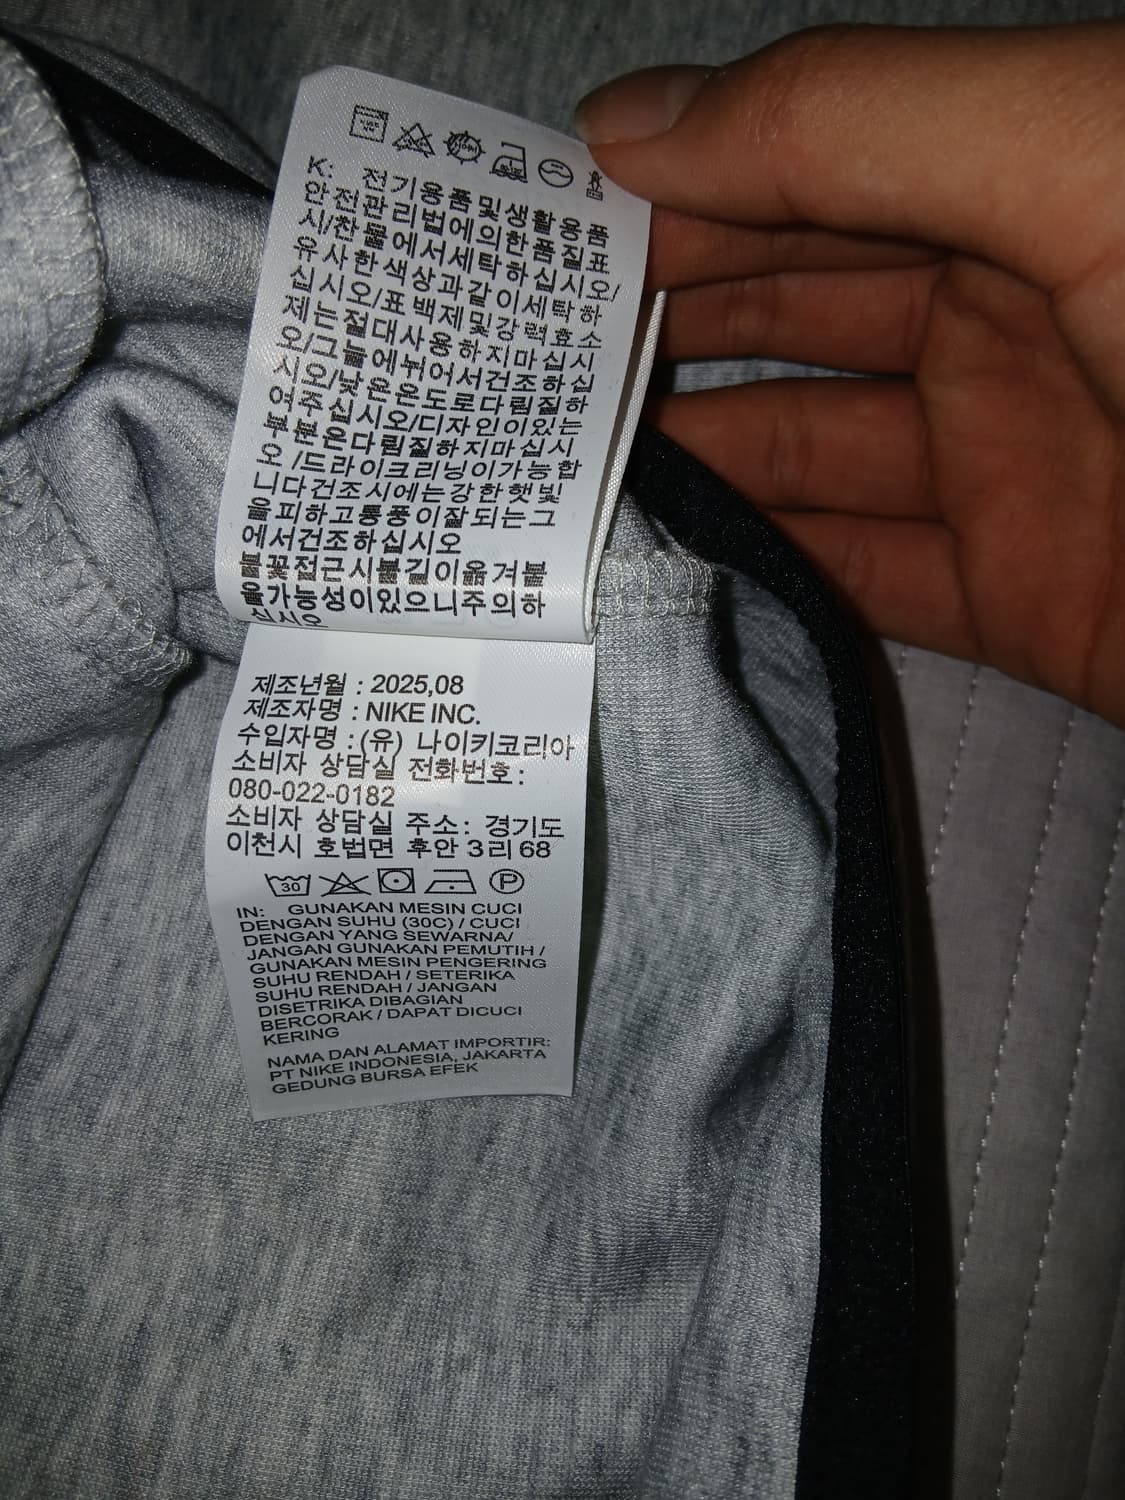 K: 전기용품및생활용품
안전관리법에의한품질표
시/찬물에서세탁하십시오/
유사한색상과같이세탁하
십시오/표백제및강력효소
제는절대사용하지마십시
오/그늘에뉘어서건조하십
시오/낮은온도로다림질하
여주십시오/디자인이있는
부분은다림질하지마십시
오 /드라이크리닝이가능합
니다건조시에는강한햇빛
을피하고통풍이잘되는그
에서건조하십시오
불꽃접근시불길이옮겨붙
을가능성이있으니주의하
십시오
제조년월 : 2025,08
제조자명 : NIKE INC.
수입자명 : (유) 나이키코리아
소비자 상담실 전화번호:
080-022-0182
소비자 상담실 주소: 경기도
이천시 호법면 후안 3리 68
30 P
IN: GUNAKAN MESIN CUCI
DENGAN SUHU (30C) / CUCI
DENGAN YANG SEWARNA/
JANGAN GUNAKAN PEMUTIH /
GUNAKAN MESIN PENGERING
SUHU RENDAH / SETERIKA
SUHU RENDAH / JANGAN
DISETRIKA DIBAGIAN
BERCORAK / DAPAT DICUCI
KERING
NAMA DAN ALAMAT IMPORTIR:
PT NIKE INDONESIA, JAKARTA
GEDUNG BURSA EFEK